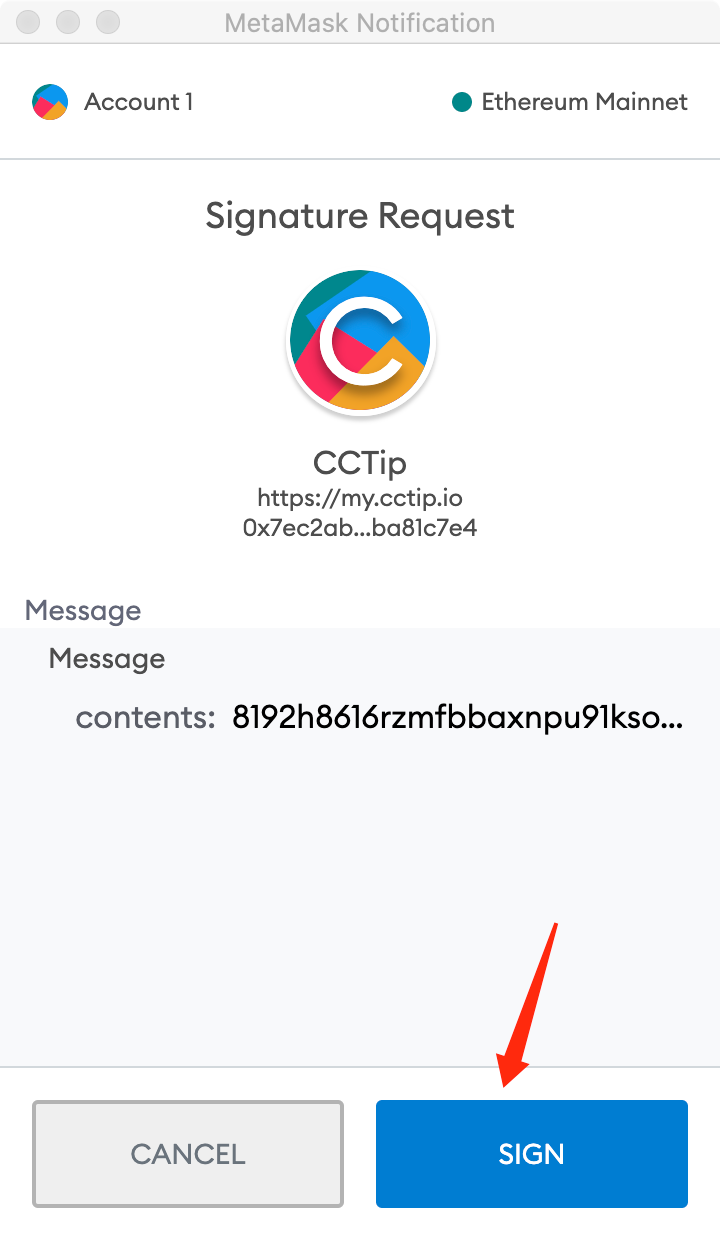 MetaMask Notification
Account 1
Ethereum Mainnet
Signature Request
C
CCTip
https://my.cctip.io
0x7ec2ab...ba81c7e4
Message
Message
contents: 8192h8616rzmfbbaxnpu91kso...
CANCEL
SIGN